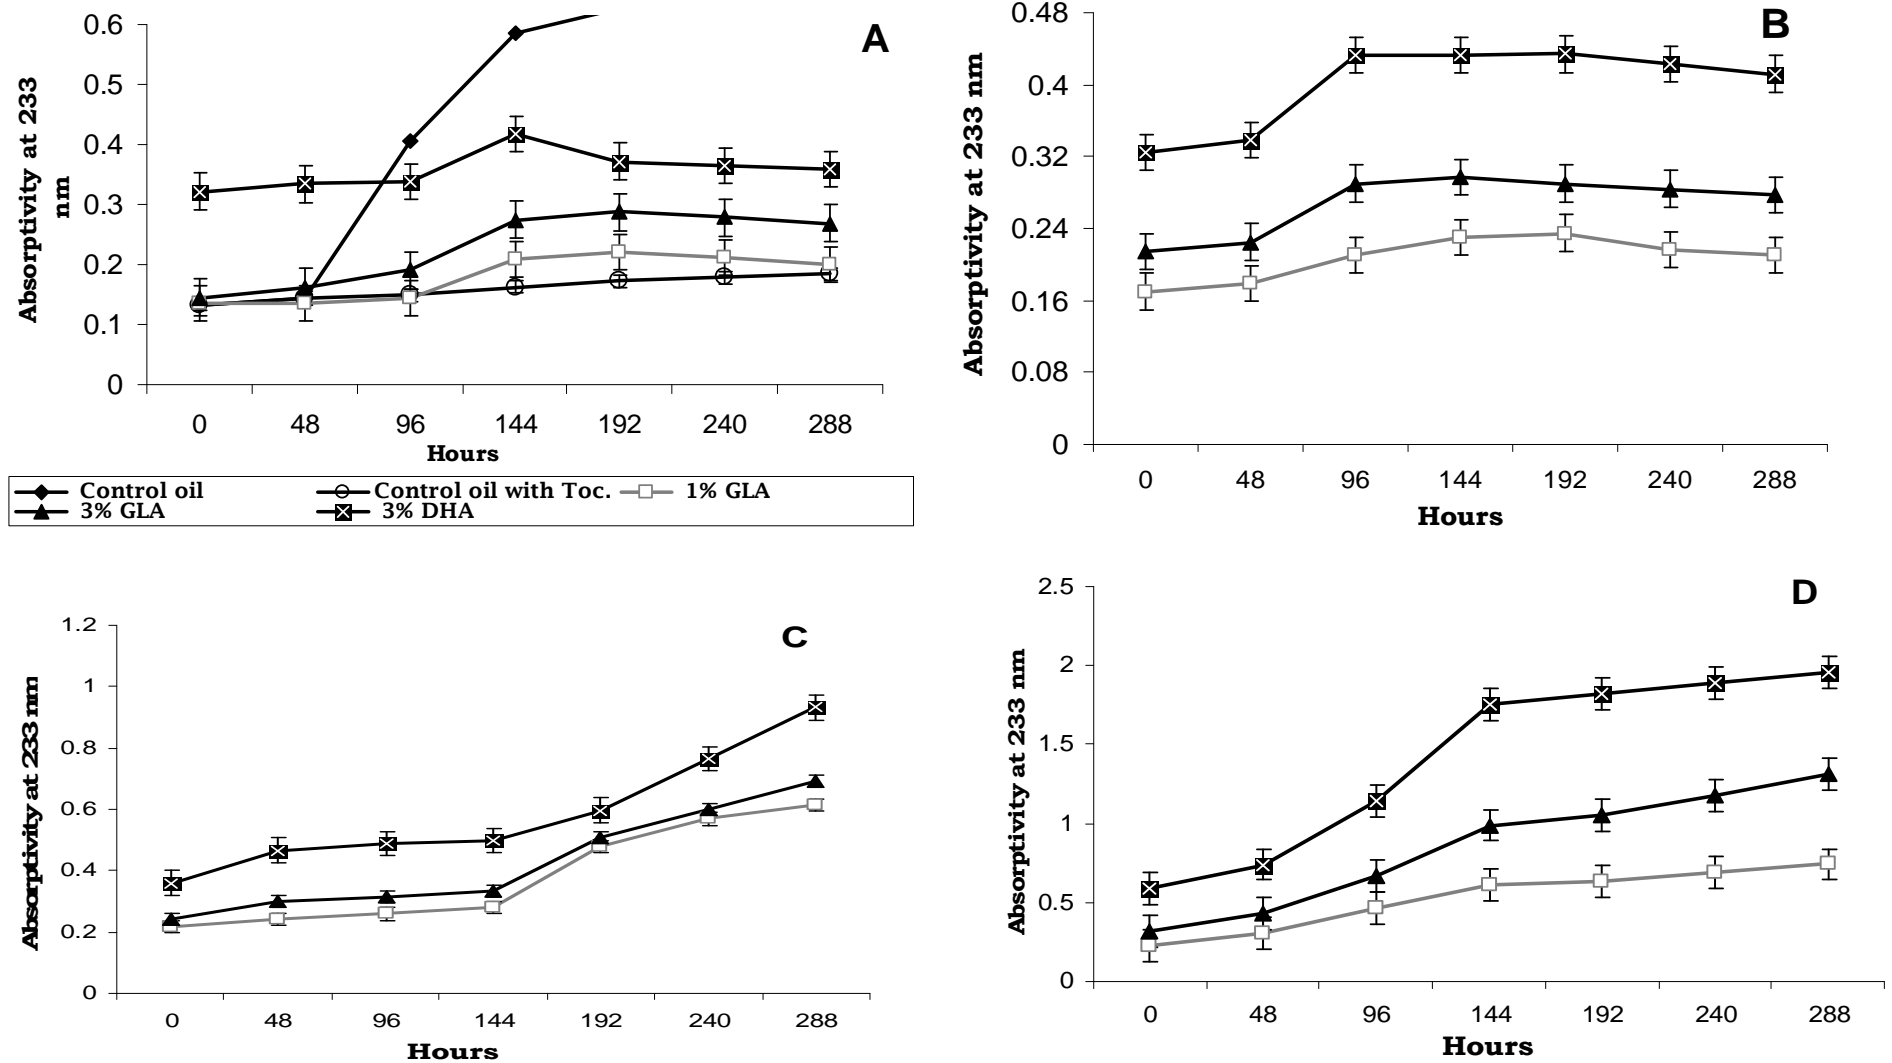 A
0.6
0.5
0.4
0.3
0.2
0.1
0
Absorptivity at 233
nm
0 48 96 144 192 240 288
Hours
Control oil Control oil with Toc. 1% GLA
3% GLA 3% DHA
B
0.48
0.4
0.32
0.24
0.16
0.08
0
Absorptivity at 233 nm
0 48 96 144 192 240 288
Hours
C
1.2
1
0.8
0.6
0.4
0.2
0
Absorptivity at 233 nm
0 48 96 144 192 240 288
Hours
D
2.5
2
1.5
1
0.5
0
Absorptivity at 233 nm
0 48 96 144 192 240 288
Hours